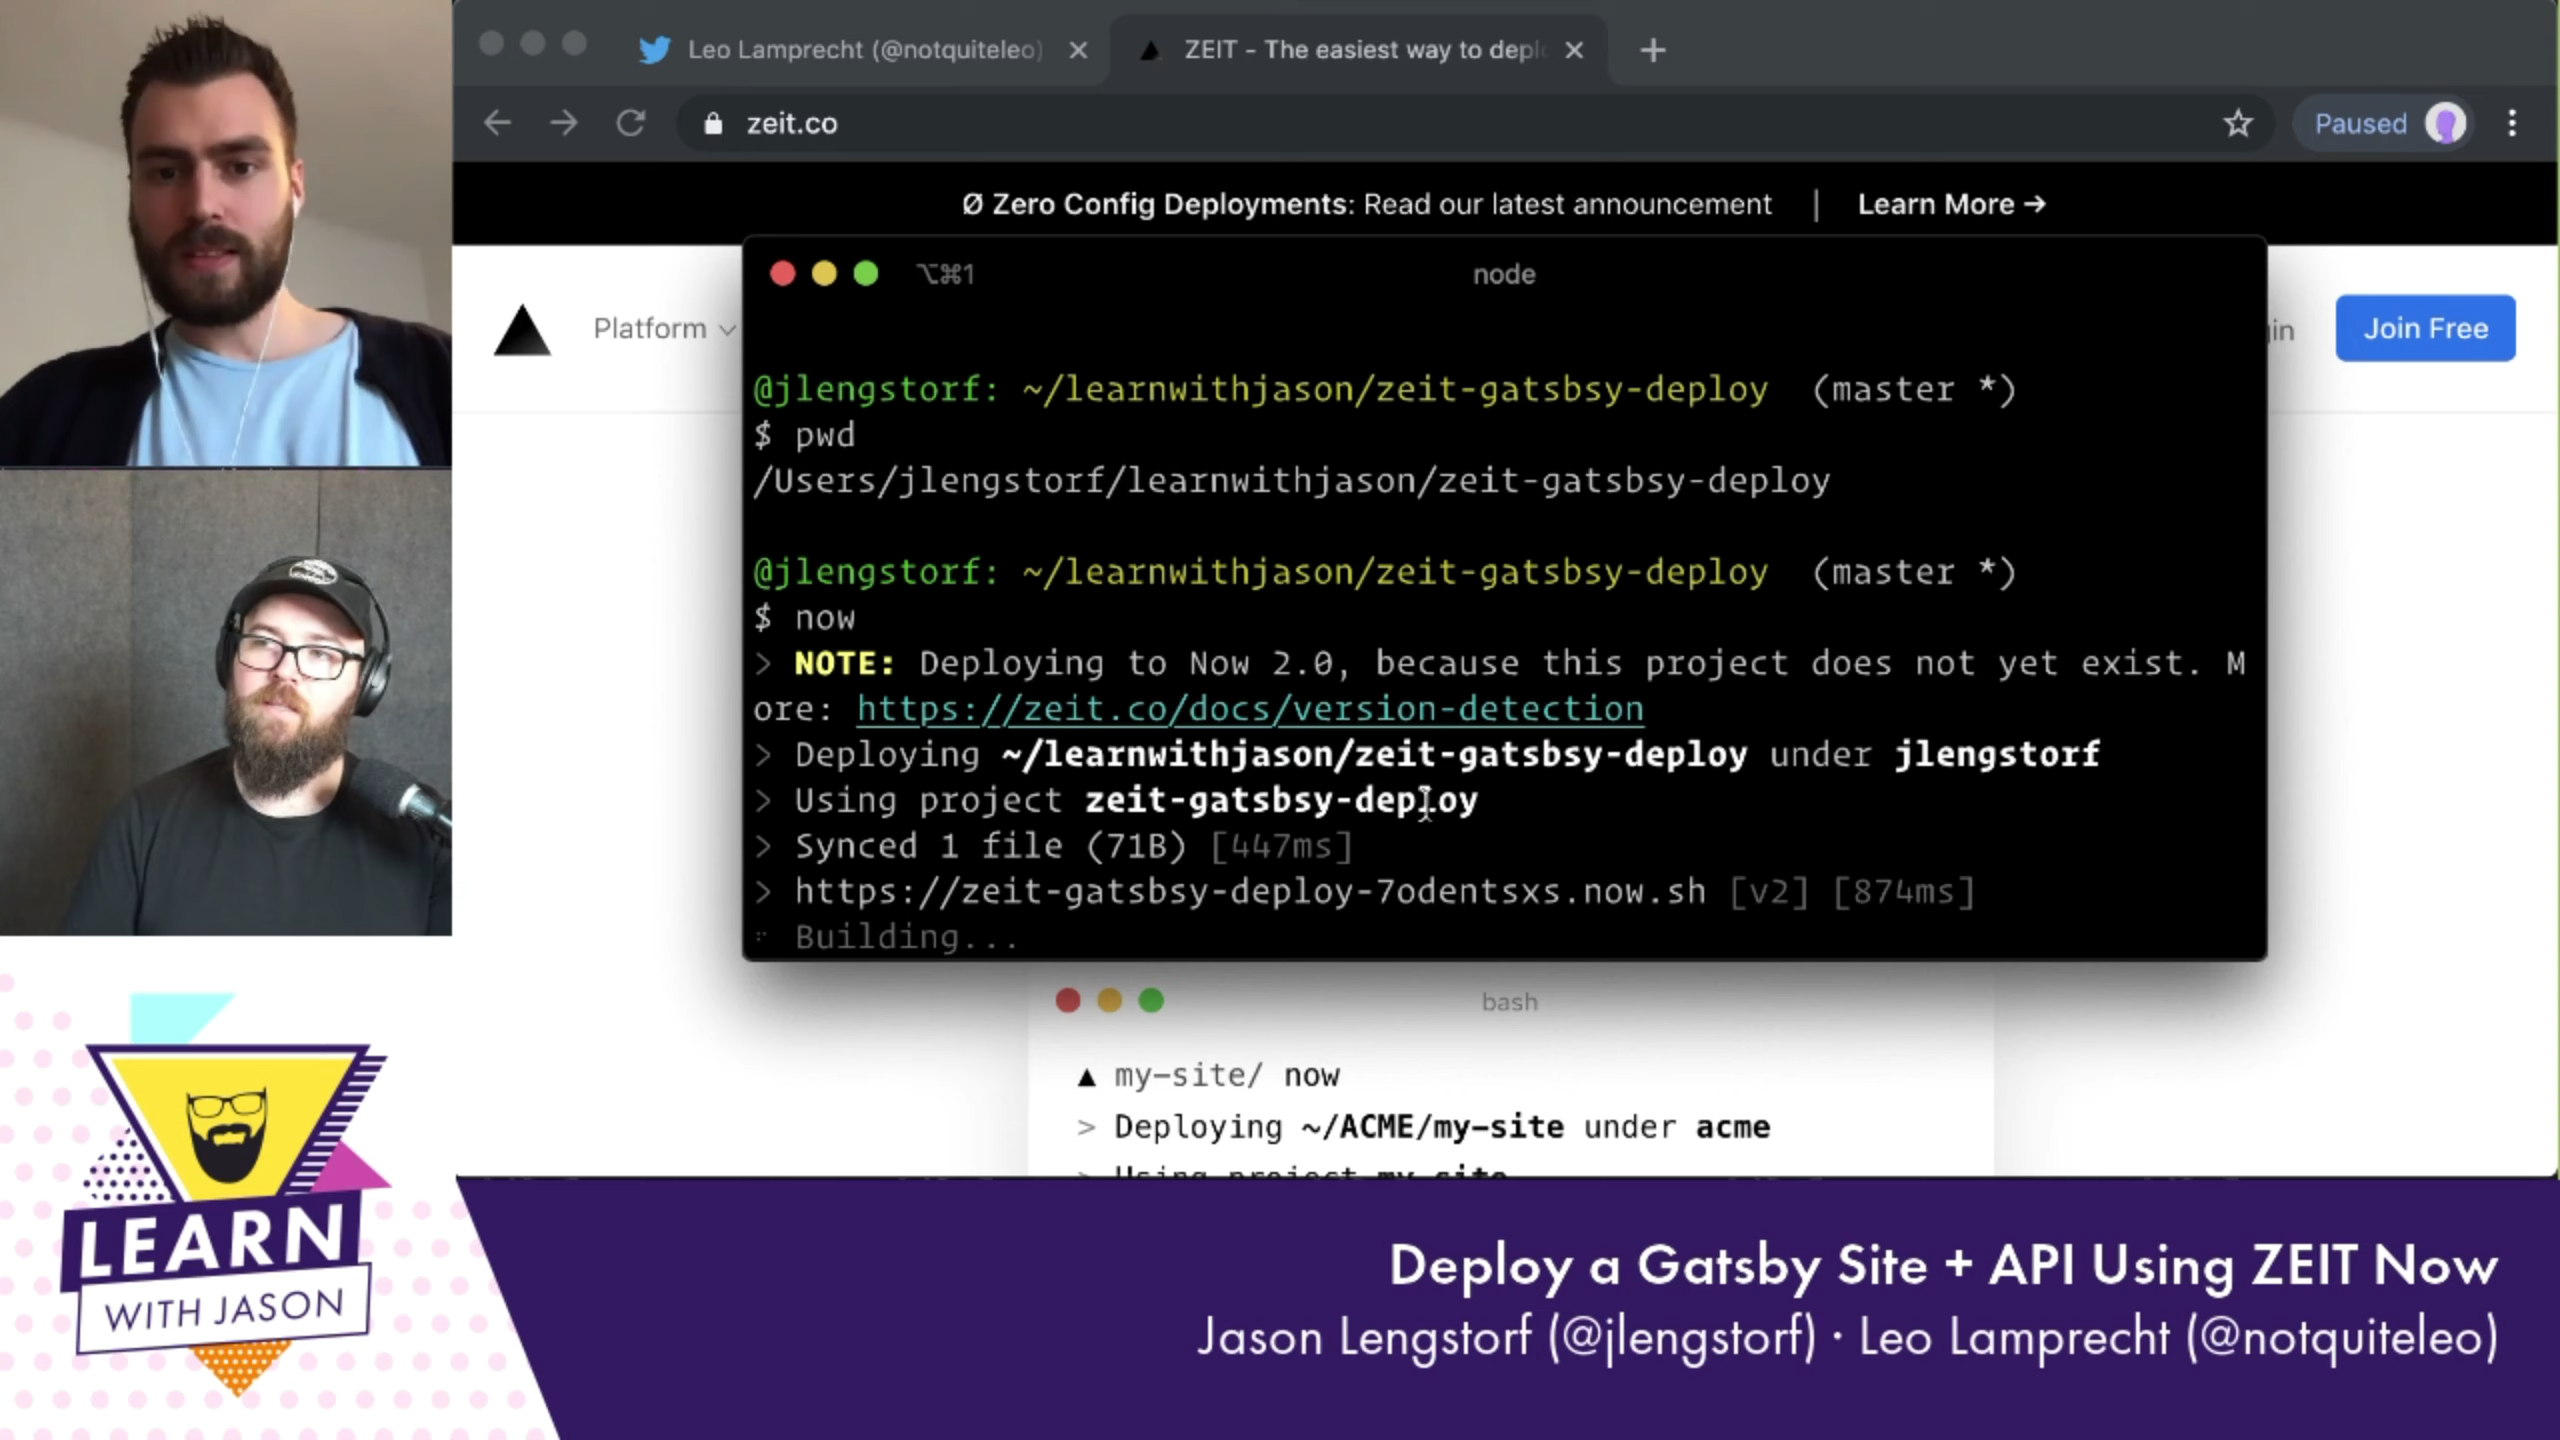 Leo Lamprecht (@notquiteleo)
ZEIT - The easiest way to depl
zeit.co
Paused
Ø Zero Config Deployments: Read our latest announcement | Learn More →
Platform
Join Free
⌥⌘1
node
@jlengstorf: ~/learnwithjason/zeit-gatsbsy-deploy (master *)
$ pwd
/Users/jlengstorf/learnwithjason/zeit-gatsbsy-deploy
@jlengstorf: ~/learnwithjason/zeit-gatsbsy-deploy (master *)
$ now
> NOTE: Deploying to Now 2.0, because this project does not yet exist. M
ore: https://zeit.co/docs/version-detection
> Deploying ~/learnwithjason/zeit-gatsbsy-deploy under jlengstorf
> Using project zeit-gatsbsy-deploy
> Synced 1 file (71B) [447ms]
> https://zeit-gatsbsy-deploy-7odentsxs.now.sh [v2] [874ms]
Building...
bash
▲ my-site/ now
> Deploying ~/ACME/my-site under acme
> Using project my-site
LEARN
WITH JASON
Deploy a Gatsby Site + API Using ZEIT Now
Jason Lengstorf (@jlengstorf) · Leo Lamprecht (@notquiteleo)